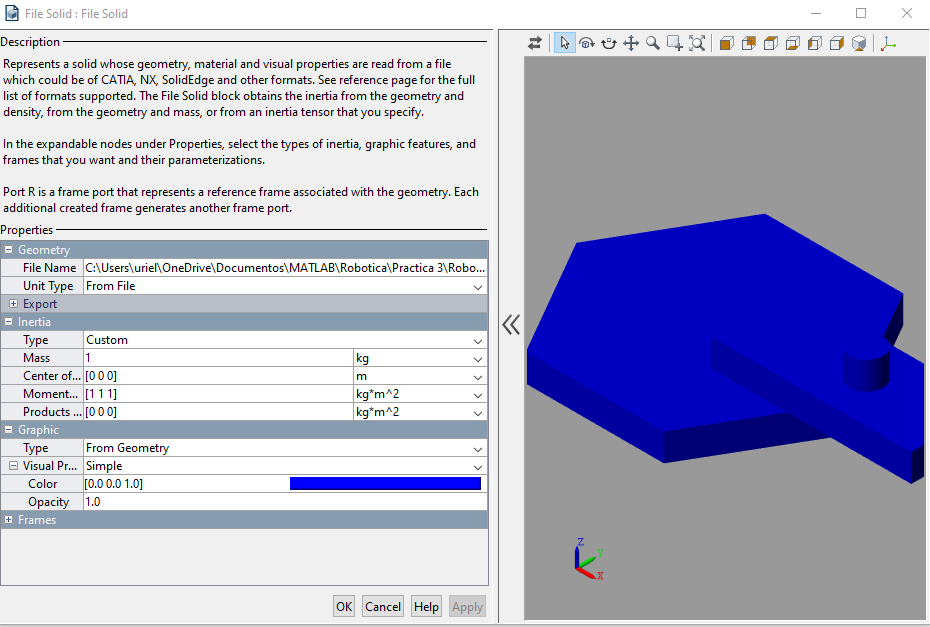 File Solid : File Solid
Description
Represents a solid whose geometry, material and visual properties are read from a file
which could be of CATIA, NX, SolidEdge and other formats. See reference page for the full
list of formats supported. The File Solid block obtains the inertia from the geometry and
density, from the geometry and mass, or from an inertia tensor that you specify.
In the expandable nodes under Properties, select the types of inertia, graphic features, and
frames that you want and their parameterizations.
Port R is a frame port that represents a reference frame associated with the geometry. Each
additional created frame generates another frame port.
Properties
Geometry
File Name C:\Users\uriel\OneDrive\Documentos\MATLAB\Robotica\Practica 3\Robo...
Unit Type From File
Export
Inertia
Type Custom
Mass 1 kg
Center of... [0 0 0] m
Moment... [1 1 1] kg*m^2
Products ... [0 0 0] kg*m^2
Graphic
Type From Geometry
Visual Pr... Simple
Color [0.0 0.0 1.0]
Opacity 1.0
Frames
OK Cancel Help Apply
Z
Y
X